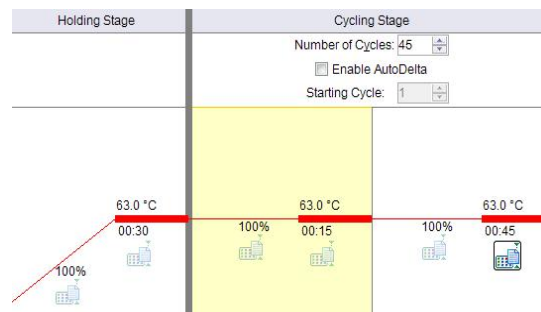 Holding Stage
Cycling Stage
Number of Cycles: 45
Enable AutoDelta
Starting Cycle: 1
63.0 °C
63.0 °C
63.0 °C
00:30
100%
00:15
100%
00:45
100%